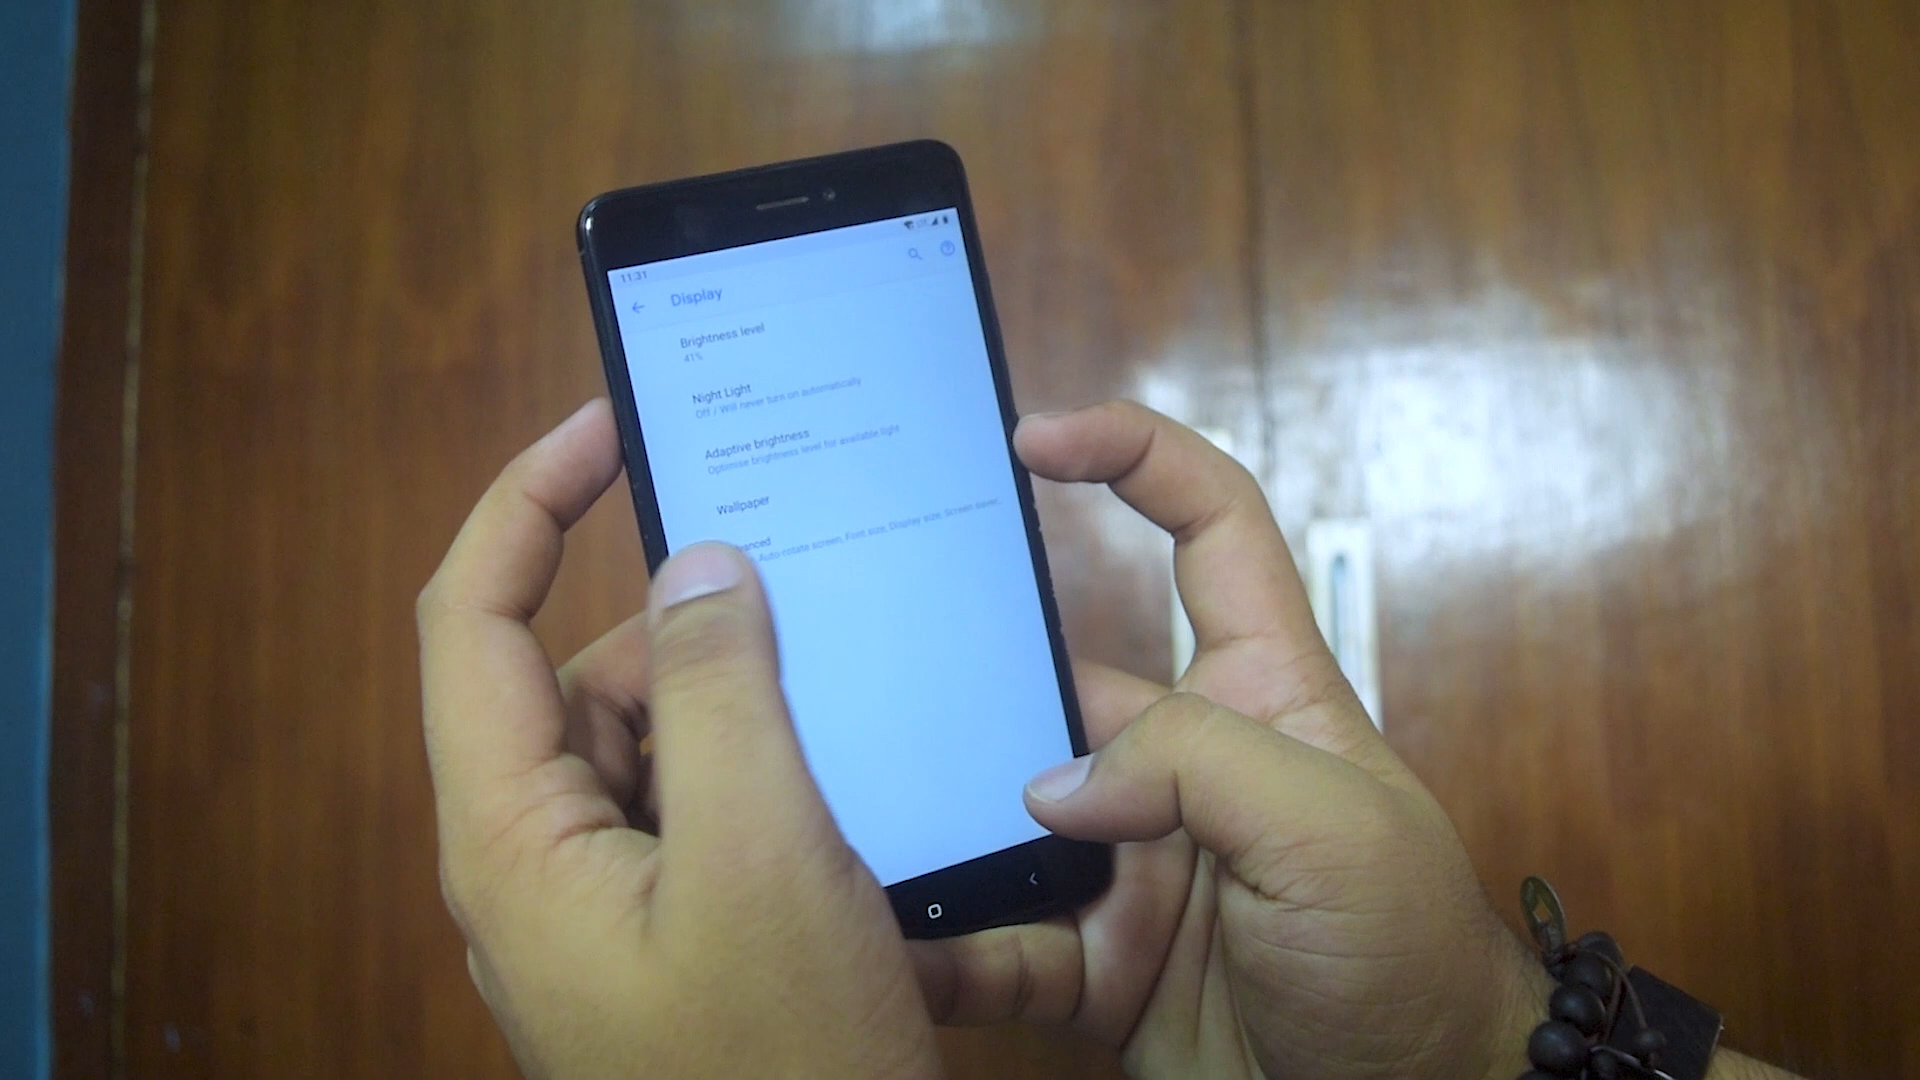 11:31
Display
Brightness level
41%
Night Light
Off / Will never turn on automatically
Adaptive brightness
Optimise brightness level for available light
Wallpaper
vanced
Auto-rotate screen, Font size, Display size, Screen saver,